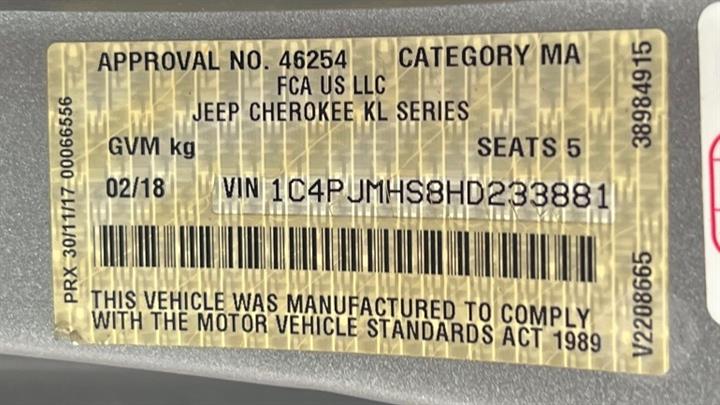 APPROVAL NO. 46254 CATEGORY MA
FCA US LLC
JEEP CHEROKEE KL SERIES
GVM kg SEATS 5
02/18 VIN 1C4PJMHS8HD233881
THIS VEHICLE WAS MANUFACTURED TO COMPLY
WITH THE MOTOR VEHICLE STANDARDS ACT 1989
PRX 30/11/17 00066556
38984915
V2208665